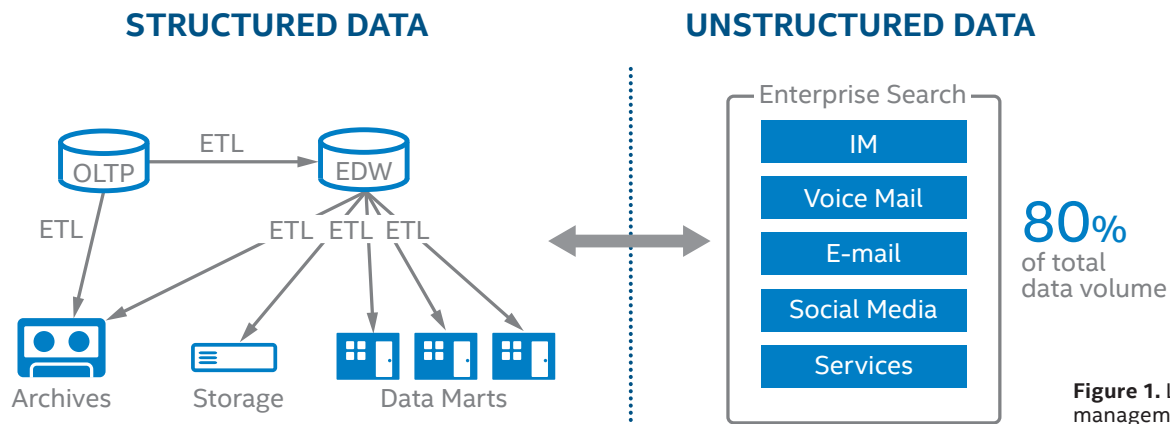 STRUCTURED DATA
UNSTRUCTURED DATA
OLTP
ETL
EDW
ETL
ETL ETL ETL
Archives
Storage
Data Marts
Enterprise Search
IM
Voice Mail
E-mail
Social Media
Services
80%
of total
data volume
Figure 1.
managemen